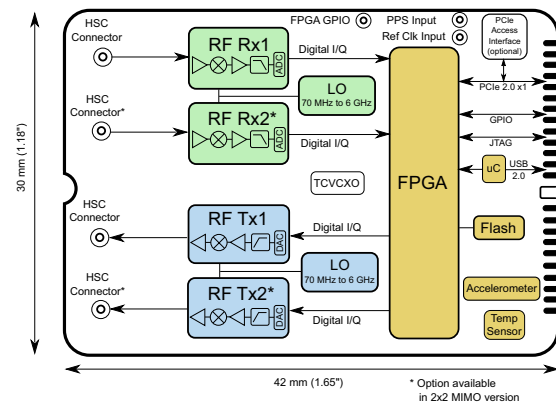 HSC
Connector
RF Rx1
ADC
Digital I/Q
FPGA GPIO
PPS Input
Ref Clk Input
PCIe
Access
Interface
(optional)
LO
70 MHz to 6 GHz
PCIe 2.0 x1
HSC
Connector*
RF Rx2*
ADC
Digital I/Q
GPIO
JTAG
30 mm (1.18")
TCVCXO
FPGA
uC
USB
2.0
HSC
Connector
RF Tx1
DAC
Digital I/Q
Flash
LO
70 MHz to 6 GHz
HSC
Connector*
RF Tx2*
DAC
Digital I/Q
Accelerometer
Temp
Sensor
42 mm (1.65")
* Option available
in 2x2 MIMO version